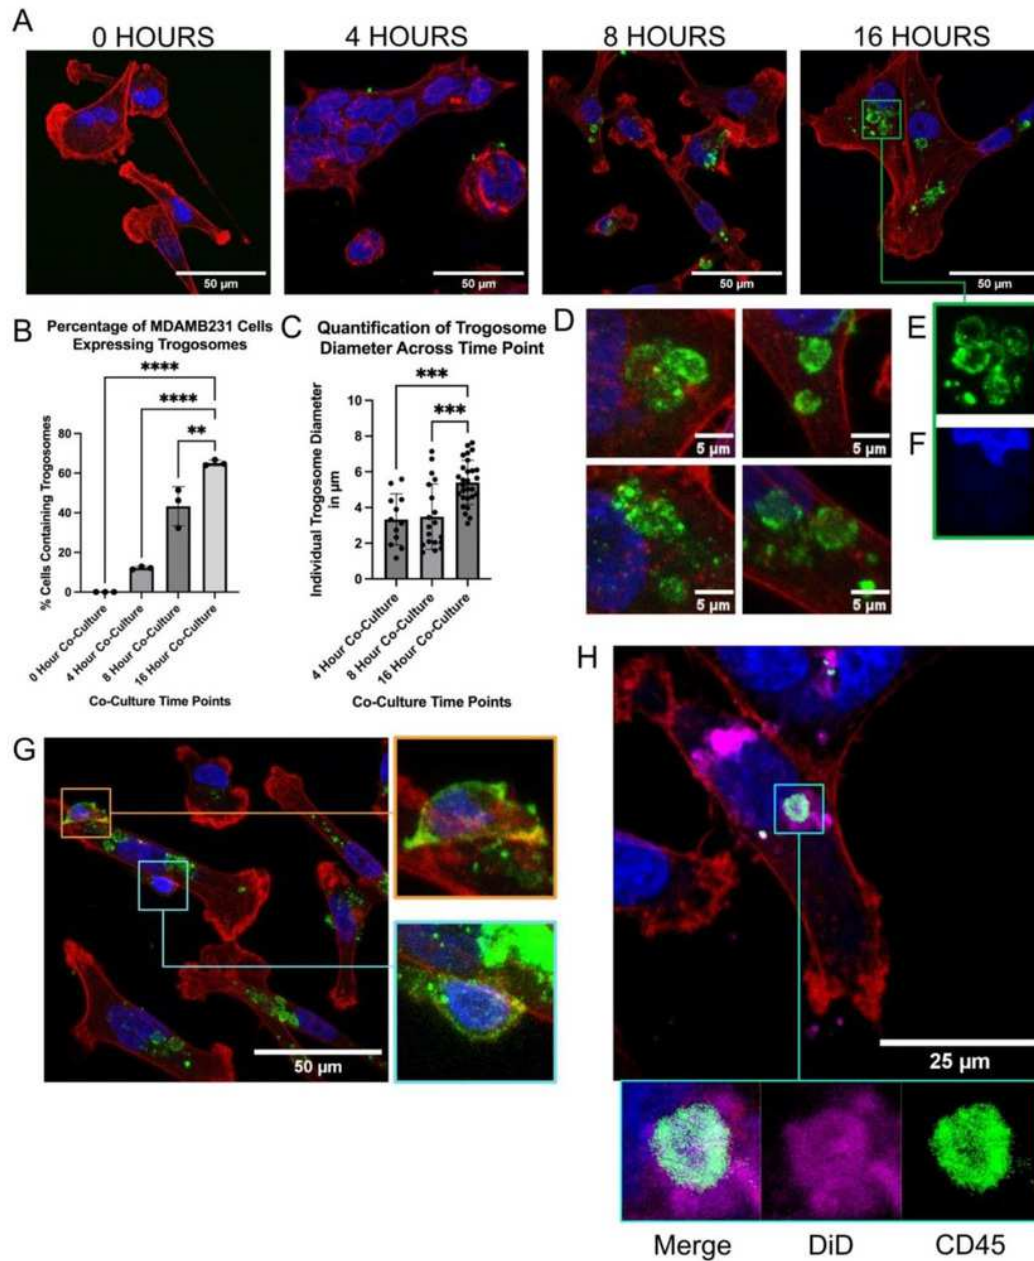 A
0 HOURS
4 HOURS
8 HOURS
16 HOURS
50 µm
50 µm
50 µm
50 µm
B
Percentage of MDAMB231 Cells
Expressing Trogosomes
****
****
**
% Cells Containing Trogosomes
80
60
40
20
0
0 Hour Co-Culture
4 Hour Co-Culture
8 Hour Co-Culture
16 Hour Co-Culture
Co-Culture Time Points
C
Quantification of Trogosome
Diameter Across Time Point
***
***
Individual Trogosome Diameter
in µm
10
8
6
4
2
0
4 Hour Co-Culture
8 Hour Co-Culture
16 Hour Co-Culture
Co-Culture Time Points
D
5 µm
5 µm
5 µm
5 µm
E
F
G
50 µm
H
25 µm
Merge
DiD
CD45